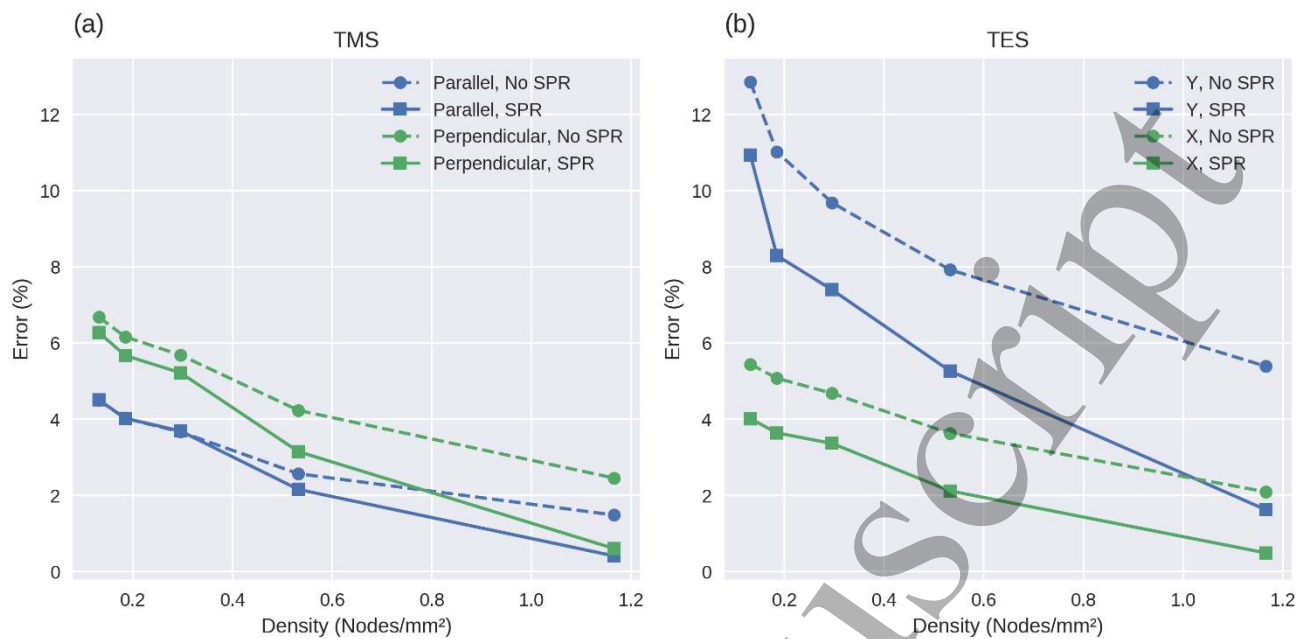 (a)
TMS
Parallel, No SPR
Parallel, SPR
Perpendicular, No SPR
Perpendicular, SPR
Error (%)
12
10
8
6
4
2
0
0.2 0.4 0.6 0.8 1.0 1.2
Density (Nodes/mm²)
(b)
TES
Y, No SPR
Y, SPR
X, No SPR
X, SPR
Error (%)
12
10
8
6
4
2
0
0.2 0.4 0.6 0.8 1.0 1.2
Density (Nodes/mm²)
script